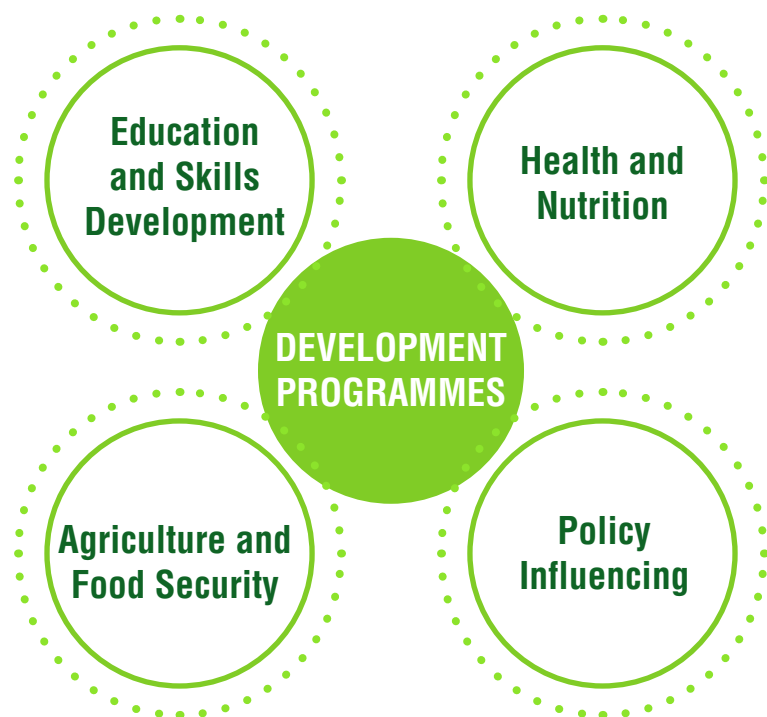 Education
and Skills
Development
Health and
Nutrition
DEVELOPMENT
PROGRAMMES
Agriculture and
Food Security
Policy
Influencing